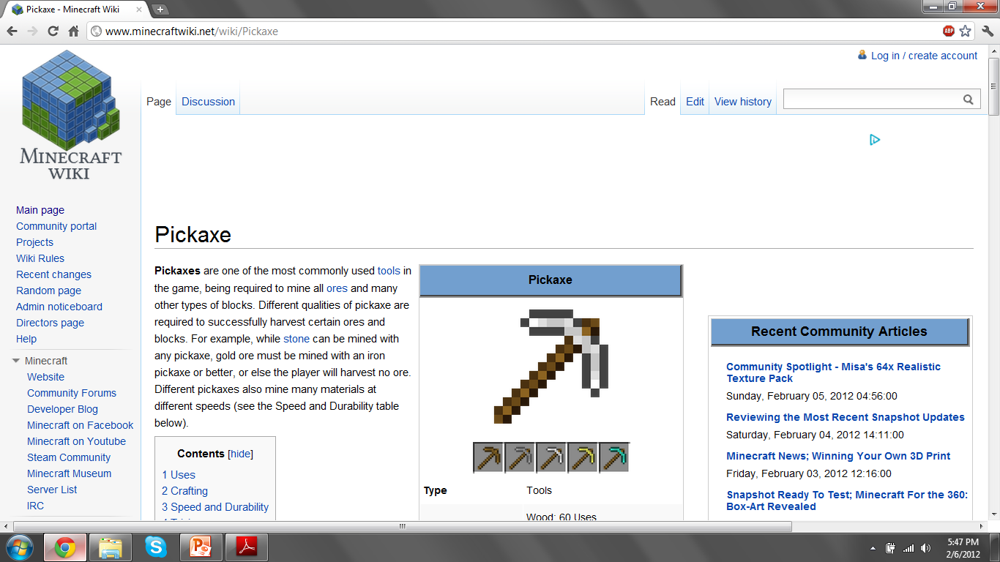 Pickaxe - Minecraft Wiki
www.minecraftwiki.net/wiki/Pickaxe
ABP
Log in / create account
MINECRAFT
WIKI
Page
Discussion
Read
Edit
View history
Main page
Community portal
Projects
Wiki Rules
Recent changes
Random page
Admin noticeboard
Directors page
Help
Minecraft
Website
Community Forums
Developer Blog
Minecraft on Facebook
Minecraft on Youtube
Steam Community
Minecraft Museum
Server List
IRC
Pickaxe
Pickaxes are one of the most commonly used tools in
the game, being required to mine all ores and many
other types of blocks. Different qualities of pickaxe are
required to successfully harvest certain ores and
blocks. For example, while stone can be mined with
any pickaxe, gold ore must be mined with an iron
pickaxe or better, or else the player will harvest no ore.
Different pickaxes also mine many materials at
different speeds (see the Speed and Durability table
below).
Contents [hide]
1 Uses
2 Crafting
3 Speed and Durability
Pickaxe
Type Tools
Wood: 60 Uses
Recent Community Articles
Community Spotlight - Misa's 64x Realistic
Texture Pack
Sunday, February 05, 2012 04:56:00
Reviewing the Most Recent Snapshot Updates
Saturday, February 04, 2012 14:11:00
Minecraft News; Winning Your Own 3D Print
Friday, February 03, 2012 12:16:00
Snapshot Ready To Test; Minecraft For the 360:
Box-Art Revealed
5:47 PM
2/6/2012